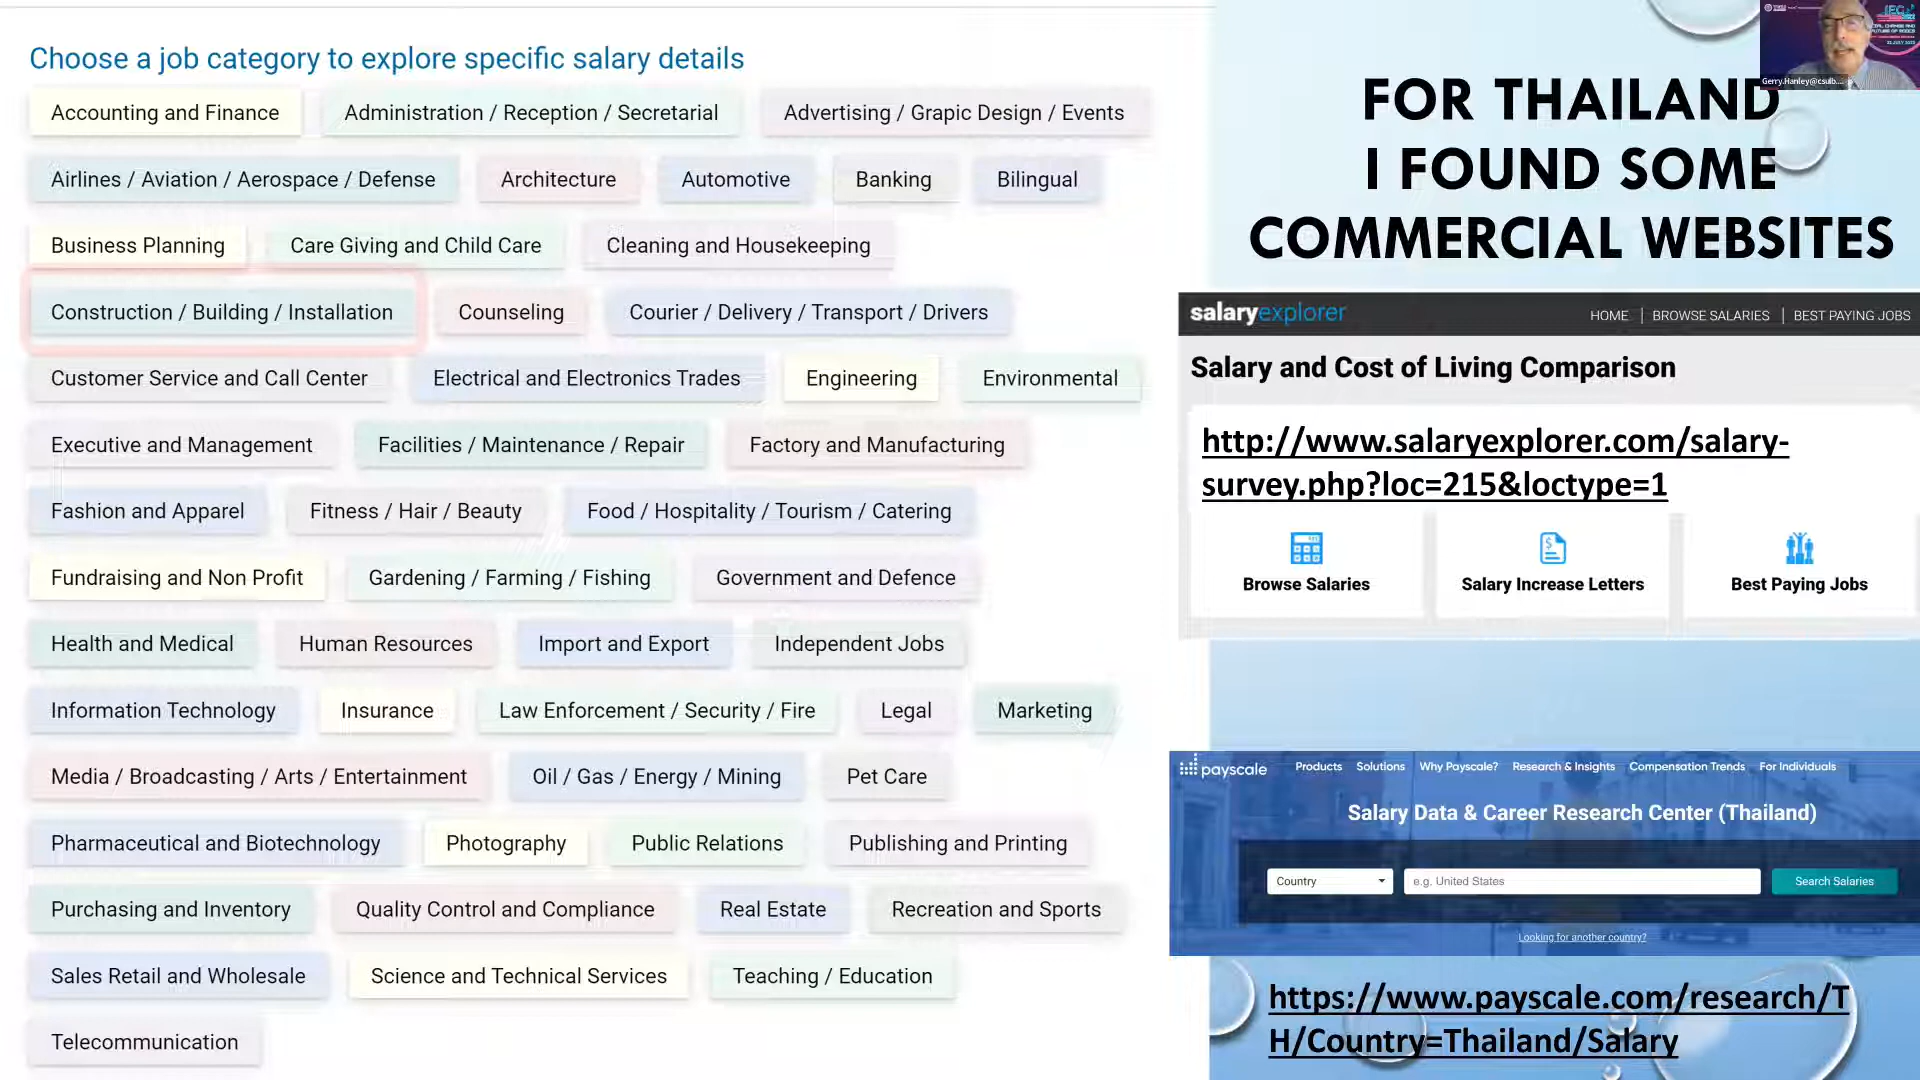 Choose a job category to explore specific salary details
Accounting and Finance
Administration / Reception / Secretarial
Advertising / Grapic Design / Events
Airlines / Aviation / Aerospace / Defense
Architecture
Automotive
Banking
Bilingual
Business Planning
Care Giving and Child Care
Cleaning and Housekeeping
Construction / Building / Installation
Counseling
Courier / Delivery / Transport / Drivers
Customer Service and Call Center
Electrical and Electronics Trades
Engineering
Environmental
Executive and Management
Facilities / Maintenance / Repair
Factory and Manufacturing
Fashion and Apparel
Fitness / Hair / Beauty
Food / Hospitality / Tourism / Catering
Fundraising and Non Profit
Gardening / Farming / Fishing
Government and Defence
Health and Medical
Human Resources
Import and Export
Independent Jobs
Information Technology
Insurance
Law Enforcement / Security / Fire
Legal
Marketing
Media / Broadcasting / Arts / Entertainment
Oil / Gas / Energy / Mining
Pet Care
Pharmaceutical and Biotechnology
Photography
Public Relations
Publishing and Printing
Purchasing and Inventory
Quality Control and Compliance
Real Estate
Recreation and Sports
Sales Retail and Wholesale
Science and Technical Services
Teaching / Education
Telecommunication
Gerry.Hanley@csulb....
FOR THAILAND
I FOUND SOME
COMMERCIAL WEBSITES
salaryexplorer
HOME | BROWSE SALARIES | BEST PAYING JOBS
Salary and Cost of Living Comparison
http://www.salaryexplorer.com/salary-
survey.php?loc=215&loctype=1
Browse Salaries
Salary Increase Letters
Best Paying Jobs
payscale
Products
Solutions
Why Payscale?
Research & Insights
Compensation Trends
For Individuals
Salary Data & Career Research Center (Thailand)
Country
e.g. United States
Search Salaries
Looking for another country?
https://www.payscale.com/research/T
H/Country=Thailand/Salary